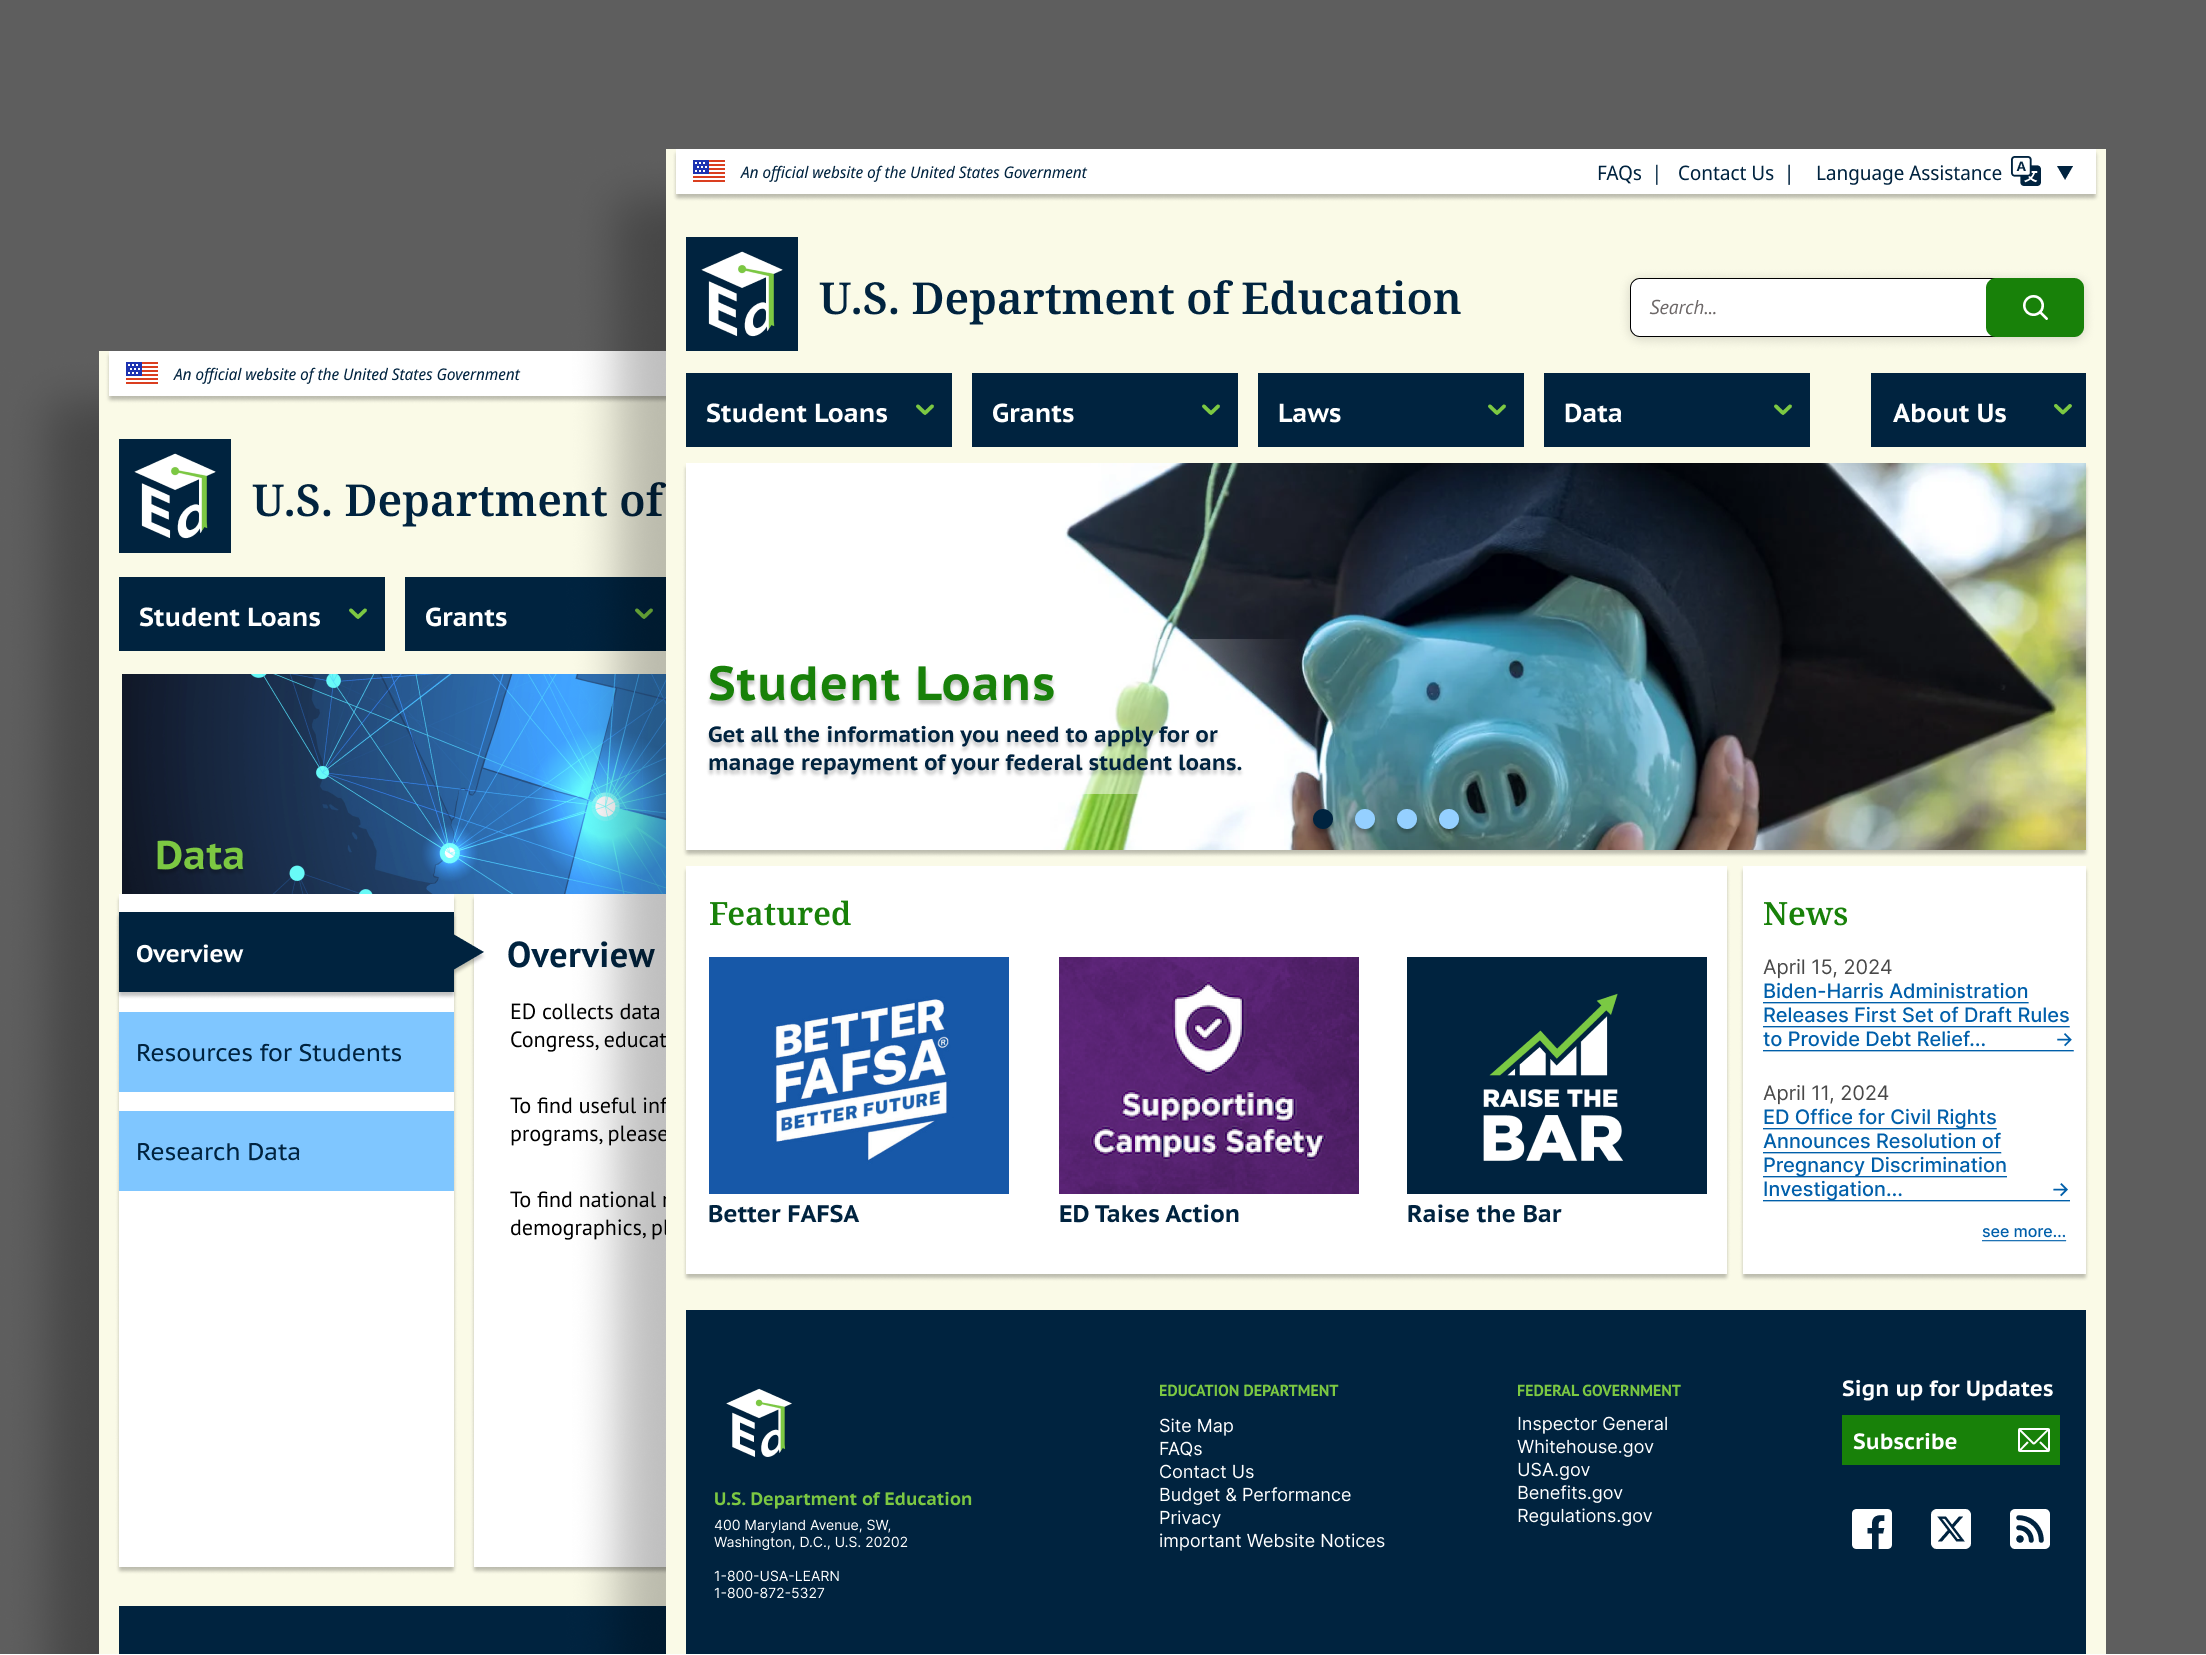 An official website of the United States Government
FAQs | Contact Us | Language Assistance
Ed
U.S. Department of Education
Search...
Student Loans
Grants
Laws
Data
About Us
Student Loans
Get all the information you need to apply for or
manage repayment of your federal student loans.
Featured
BETTER
FAFSA®
BETTER FUTURE
Better FAFSA
Supporting
Campus Safety
ED Takes Action
RAISE THE
BAR
Raise the Bar
News
April 15, 2024
Biden-Harris Administration
Releases First Set of Draft Rules
to Provide Debt Relief...
April 11, 2024
ED Office for Civil Rights
Announces Resolution of
Pregnancy Discrimination
Investigation...
see more...
Ed
U.S. Department of Education
400 Maryland Avenue, SW,
Washington, D.C., U.S. 20202
1-800-USA-LEARN
1-800-872-5327
EDUCATION DEPARTMENT
Site Map
FAQs
Contact Us
Budget & Performance
Privacy
important Website Notices
FEDERAL GOVERNMENT
Inspector General
Whitehouse.gov
USA.gov
Benefits.gov
Regulations.gov
Sign up for Updates
Subscribe
An official website of the United States Government
Ed
U.S. Department of
Student Loans
Grants
Data
Overview
Resources for Students
Research Data
Overview
ED collects data
Congress, educat
To find useful inf
programs, please
To find national
demographics, pl